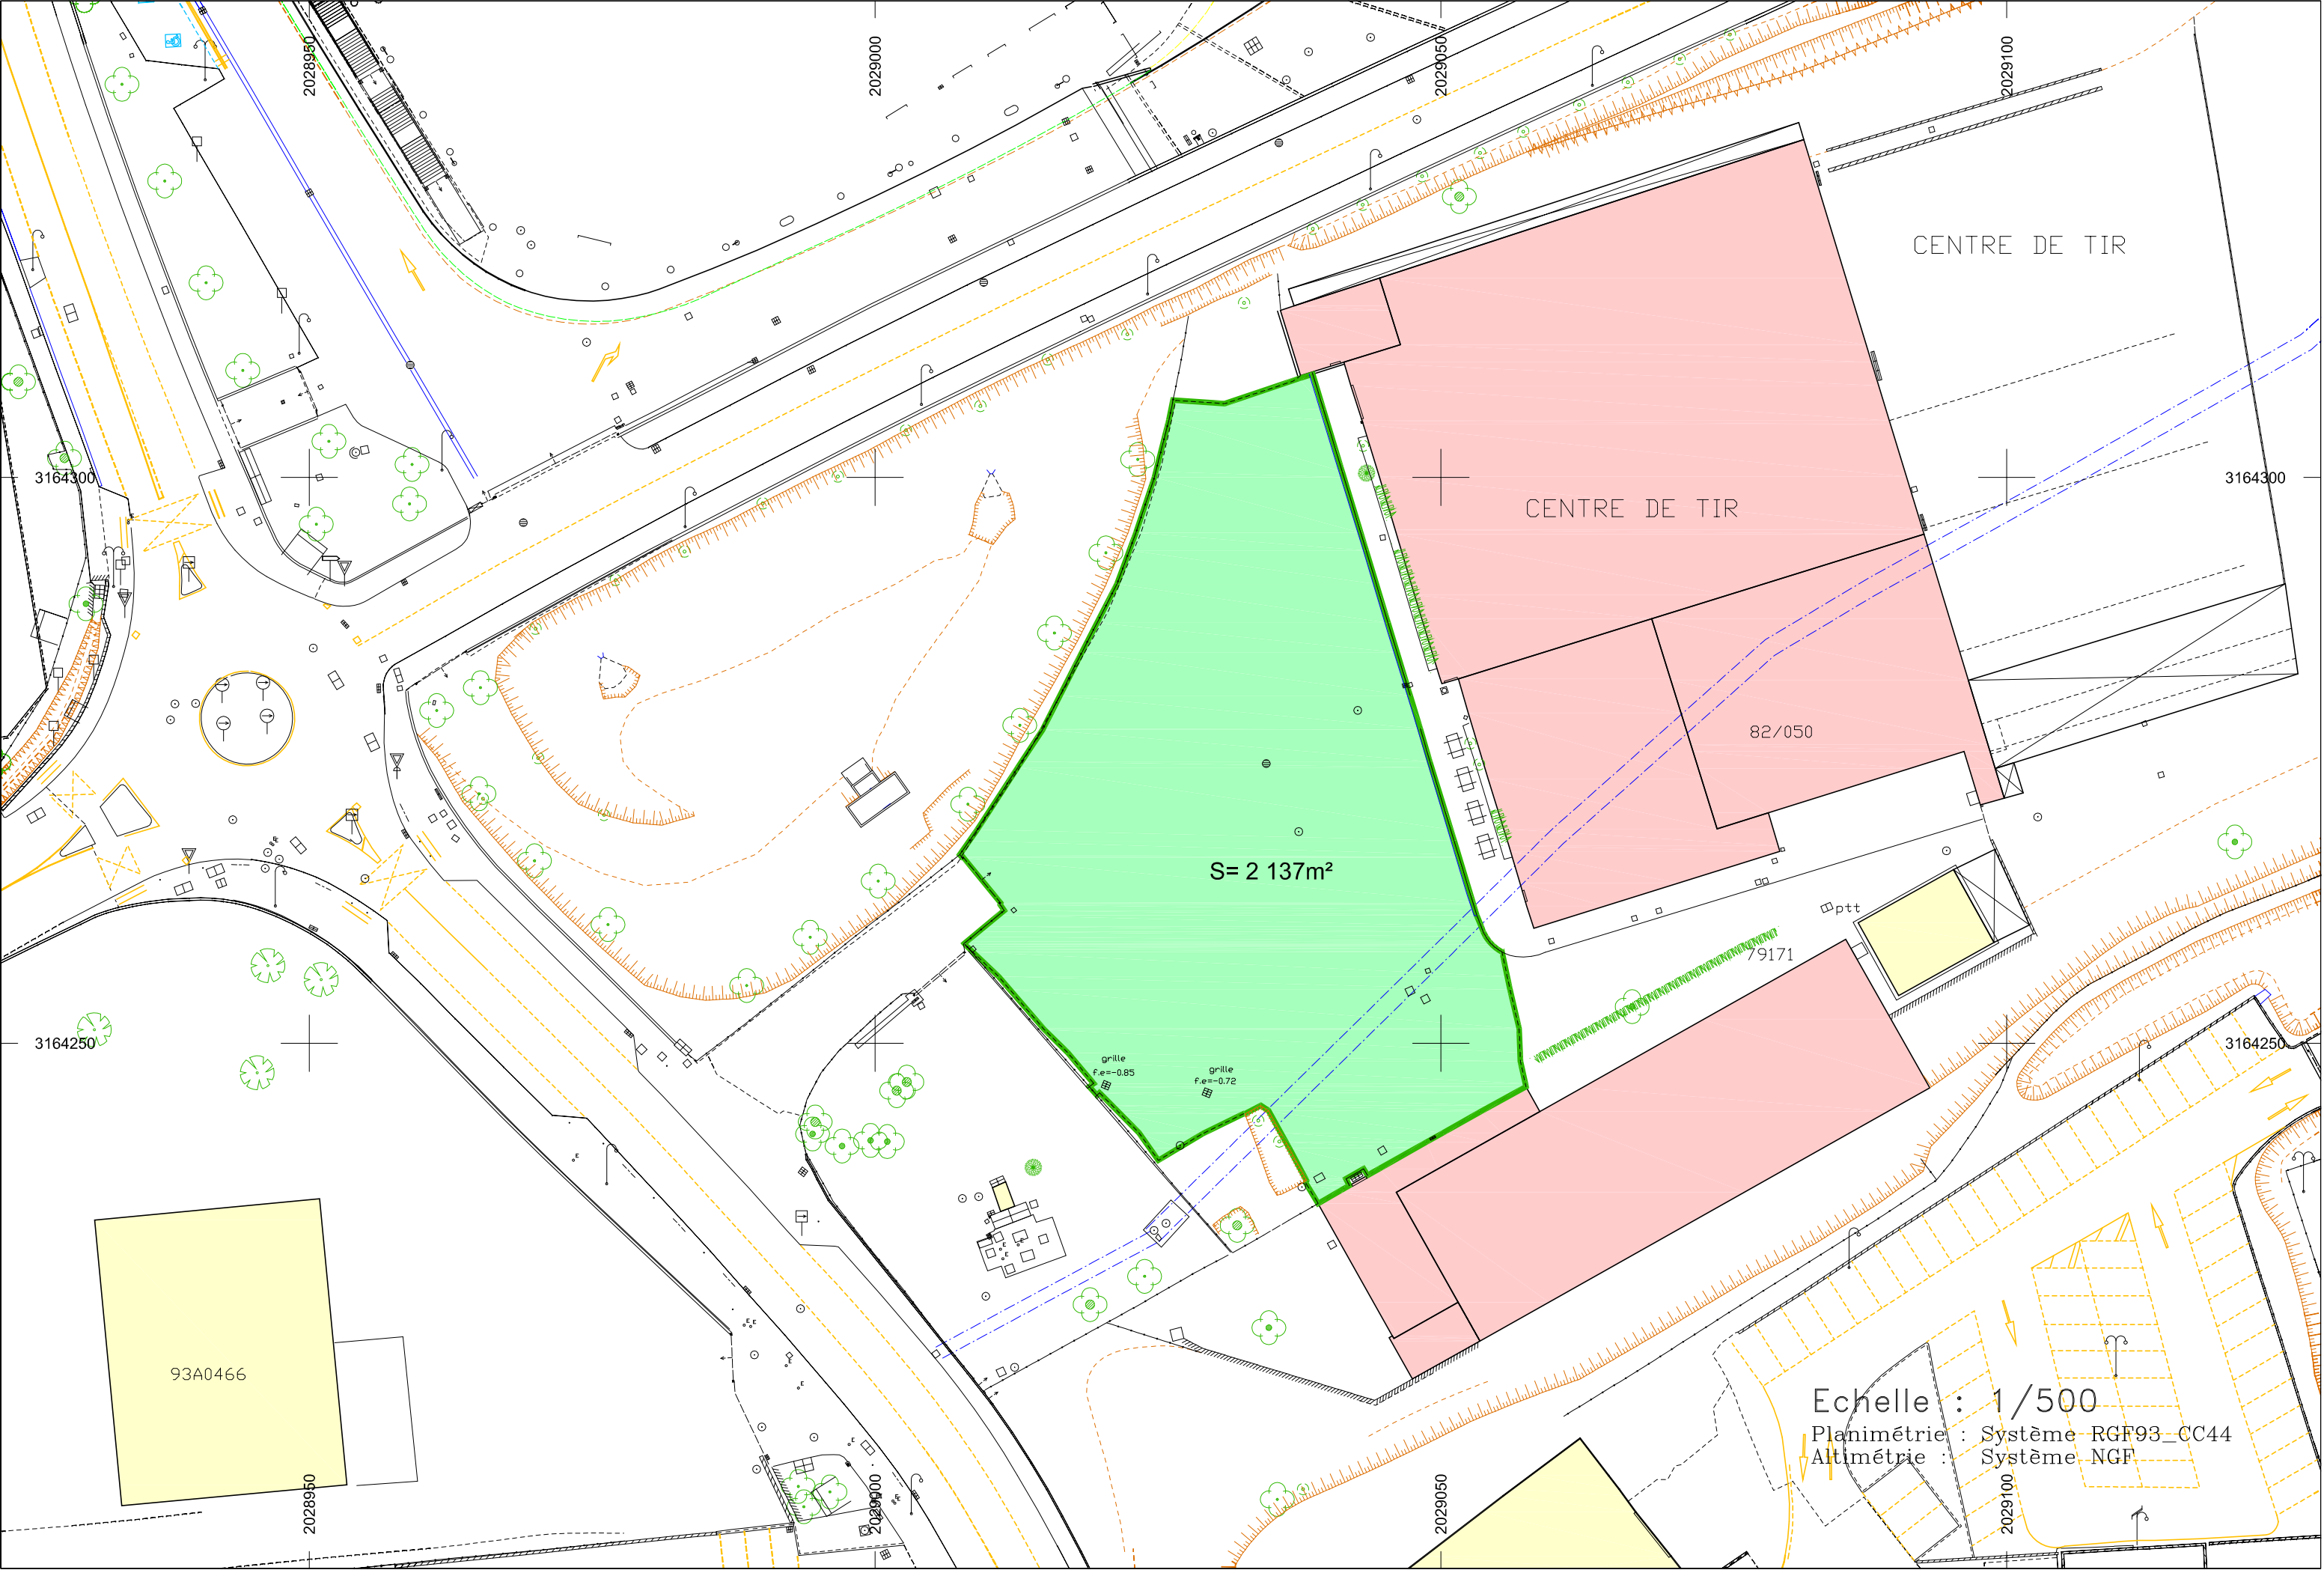 2028950
2029000
2029050
2029100
CENTRE DE TIR
3164300
3164300
CENTRE DE TIR
82/050
S= 2 137m²
ptt
79171
3164250
3164250
grille
f.e=-0.85
grille
f.e=-0.72
93A0466
Echelle : 1/500
Planimétrie : Système RGF93_CC44
Altimétrie : Système NGF
2028950
2029000
2029050
2029100